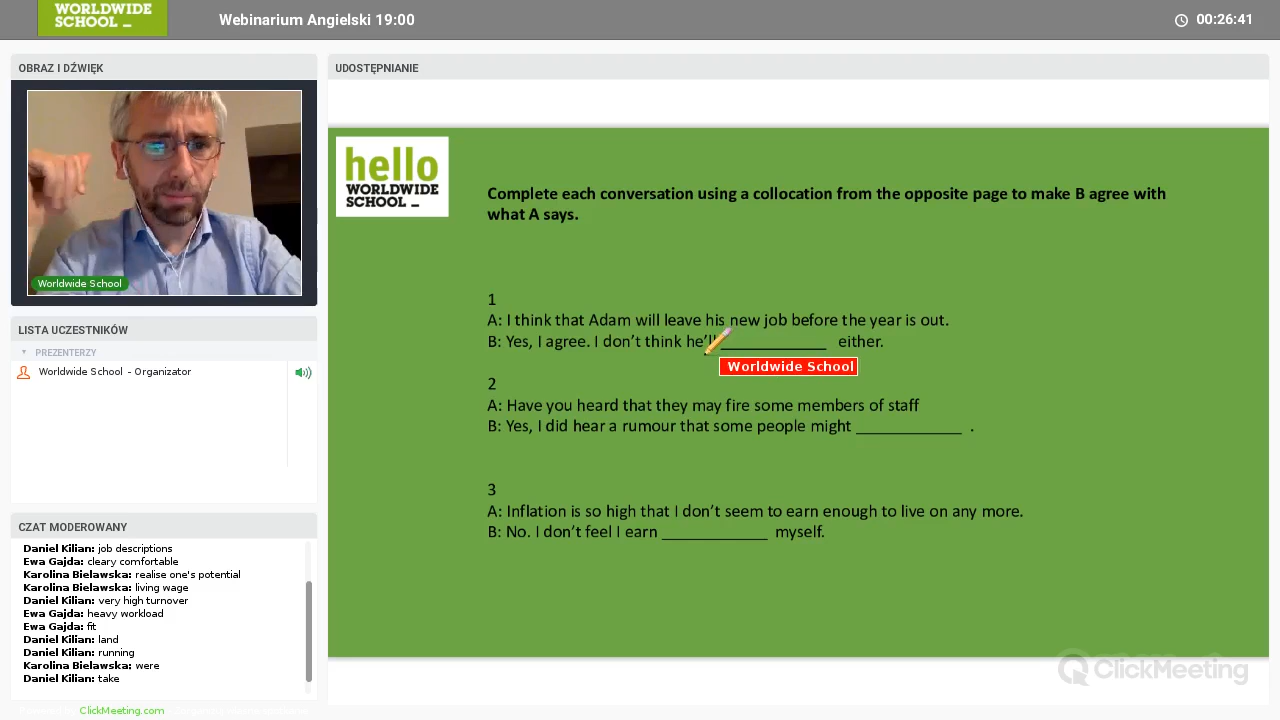 WORLDWIDE
SCHOOL
Webinarium Angielski 19:00
00:26:41
OBRAZ I DŹWIĘK
Worldwide School
LISTA UCZESTNIKÓW
PREZENTERZY
Worldwide School - Organizator
CZAT MODEROWANY
Daniel Kilian: job descriptions
Ewa Gajda: cleary comfortable
Karolina Bielawska: realise one's potential
Karolina Bielawska: living wage
Daniel Kilian: very high turnover
Ewa Gajda: heavy workload
Ewa Gajda: fit
Daniel Kilian: land
Daniel Kilian: running
Karolina Bielawska: were
Daniel Kilian: take
ClickMeeting.com
UDOSTĘPNIANIE
hello
WORLDWIDE
SCHOOL
Complete each conversation using a collocation from the opposite page to make B agree with
what A says.
1
A: I think that Adam will leave his new job before the year is out.
B: Yes, I agree. I don't think he'll ____________ either.
Worldwide School
2
A: Have you heard that they may fire some members of staff
B: Yes, I did hear a rumour that some people might ____________ .
3
A: Inflation is so high that I don't seem to earn enough to live on any more.
B: No. I don't feel I earn ____________ myself.
ClickMeeting